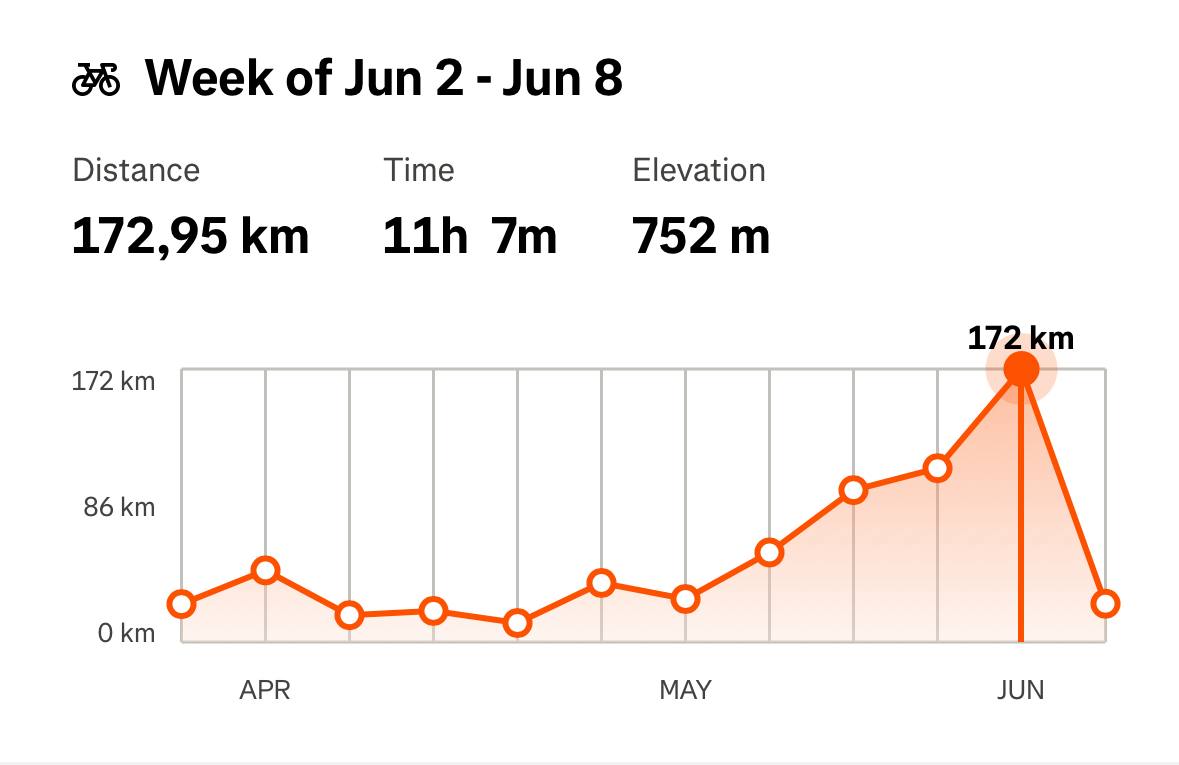 Week of Jun 2 - Jun 8
Distance Time Elevation
172,95 km 11h 7m 752 m
172 km
172 km
86 km
0 km
APR MAY JUN